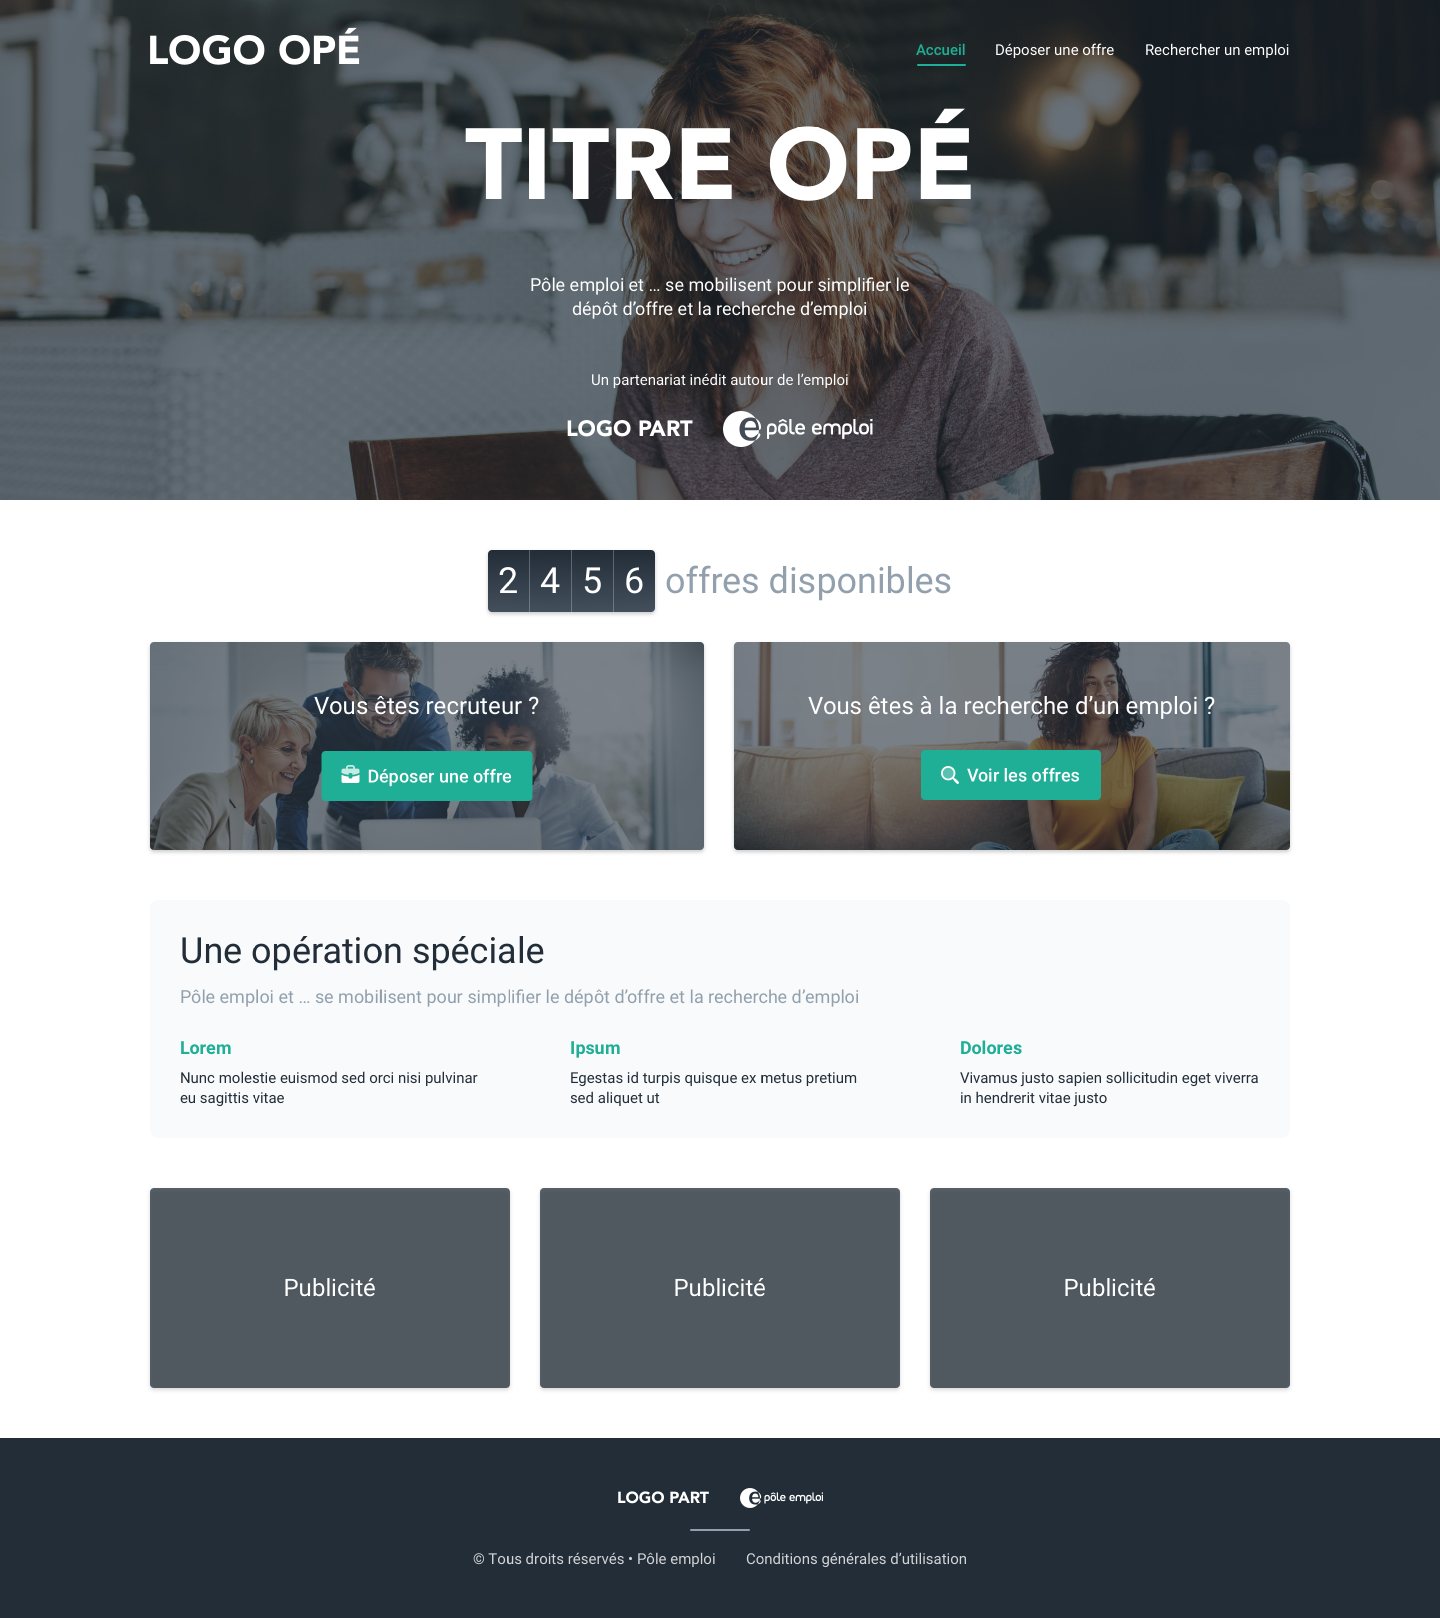 LOGO OPÉ
Accueil
Déposer une offre
Rechercher un emploi
TITRE OPÉ
Pôle emploi et … se mobilisent pour simplifier le
dépôt d’offre et la recherche d’emploi
Un partenariat inédit autour de l’emploi
LOGO PART
pôle emploi
2 4 5 6 offres disponibles
Vous êtes recruteur ?
Déposer une offre
Vous êtes à la recherche d’un emploi ?
Voir les offres
Une opération spéciale
Pôle emploi et … se mobilisent pour simplifier le dépôt d’offre et la recherche d’emploi
Lorem
Nunc molestie euismod sed orci nisi pulvinar
eu sagittis vitae
Ipsum
Egestas id turpis quisque ex metus pretium
sed aliquet ut
Dolores
Vivamus justo sapien sollicitudin eget viverra
in hendrerit vitae justo
Publicité
Publicité
Publicité
LOGO PART
pôle emploi
© Tous droits réservés • Pôle emploi
Conditions générales d’utilisation